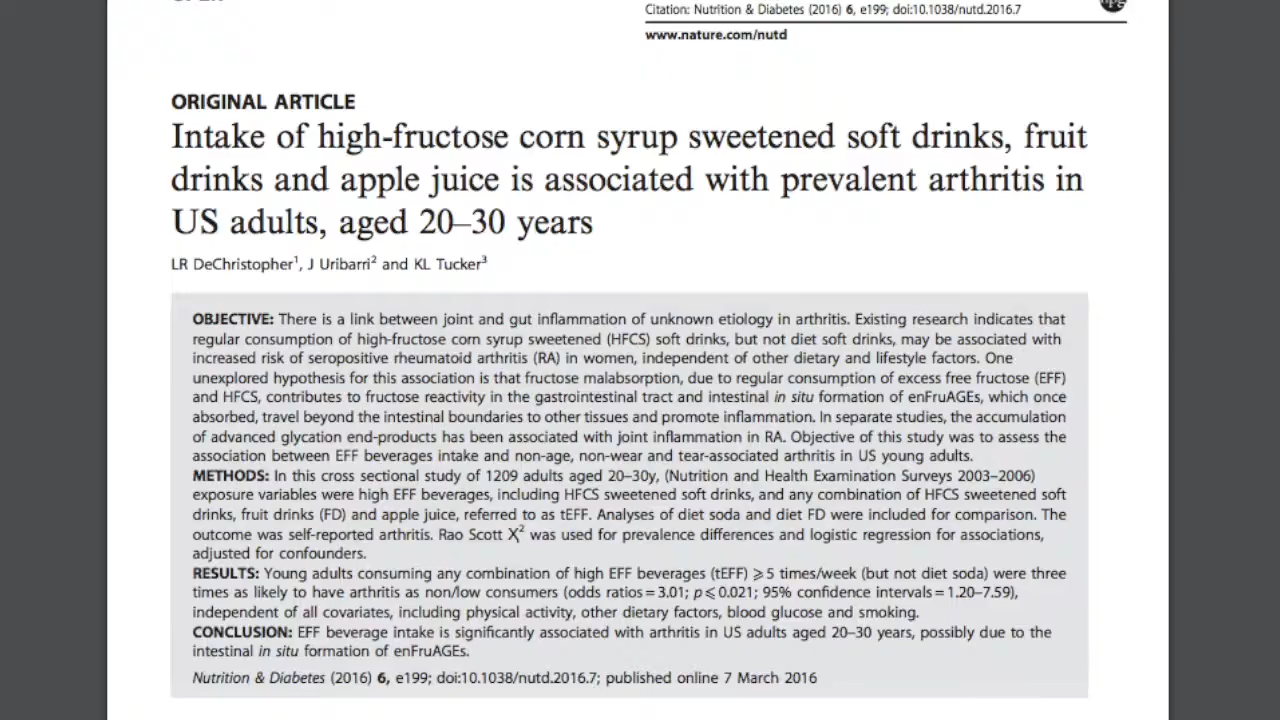 Citation: Nutrition & Diabetes (2016) 6, e199; doi:10.1038/nutd.2016.7
www.nature.com/nutd
ORIGINAL ARTICLE
Intake of high-fructose corn syrup sweetened soft drinks, fruit
drinks and apple juice is associated with prevalent arthritis in
US adults, aged 20–30 years
LR DeChristopher¹, J Uribarri² and KL Tucker³
OBJECTIVE: There is a link between joint and gut inflammation of unknown etiology in arthritis. Existing research indicates that
regular consumption of high-fructose corn syrup sweetened (HFCS) soft drinks, but not diet soft drinks, may be associated with
increased risk of seropositive rheumatoid arthritis (RA) in women, independent of other dietary and lifestyle factors. One
unexplored hypothesis for this association is that fructose malabsorption, due to regular consumption of excess free fructose (EFF)
and HFCS, contributes to fructose reactivity in the gastrointestinal tract and intestinal in situ formation of enFruAGEs, which once
absorbed, travel beyond the intestinal boundaries to other tissues and promote inflammation. In separate studies, the accumulation
of advanced glycation end-products has been associated with joint inflammation in RA. Objective of this study was to assess the
association between EFF beverages intake and non-age, non-wear and tear-associated arthritis in US young adults.
METHODS: In this cross sectional study of 1209 adults aged 20–30y, (Nutrition and Health Examination Surveys 2003–2006)
exposure variables were high EFF beverages, including HFCS sweetened soft drinks, and any combination of HFCS sweetened soft
drinks, fruit drinks (FD) and apple juice, referred to as tEFF. Analyses of diet soda and diet FD were included for comparison. The
outcome was self-reported arthritis. Rao Scott Χ² was used for prevalence differences and logistic regression for associations,
adjusted for confounders.
RESULTS: Young adults consuming any combination of high EFF beverages (tEFF) ⩾5 times/week (but not diet soda) were three
times as likely to have arthritis as non/low consumers (odds ratios=3.01; p⩽0.021; 95% confidence intervals=1.20–7.59),
independent of all covariates, including physical activity, other dietary factors, blood glucose and smoking.
CONCLUSION: EFF beverage intake is significantly associated with arthritis in US adults aged 20–30 years, possibly due to the
intestinal in situ formation of enFruAGEs.
Nutrition & Diabetes (2016) 6, e199; doi:10.1038/nutd.2016.7; published online 7 March 2016